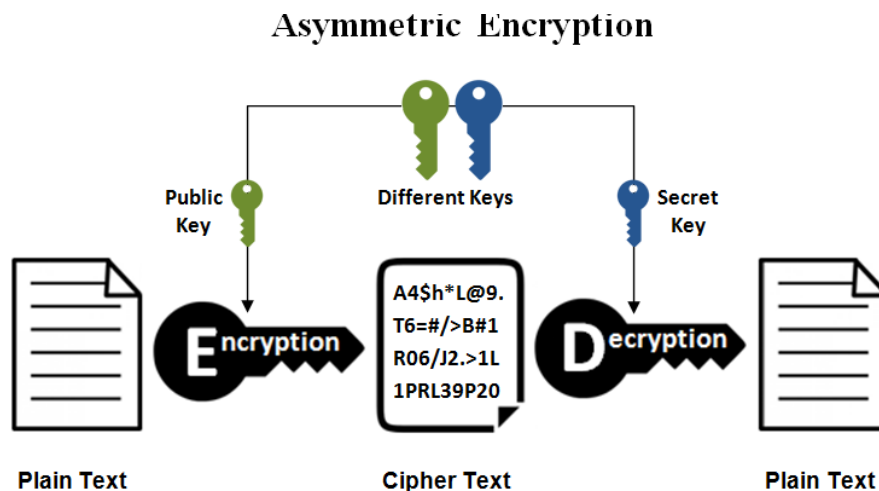 Asymmetric Encryption
Public
Key
Different Keys
Secret
Key
Encryption
A4$h*L@9.
T6=#/>B#1
R06/J2.>1L
1PRL39P20
Decryption
Plain Text
Cipher Text
Plain Text